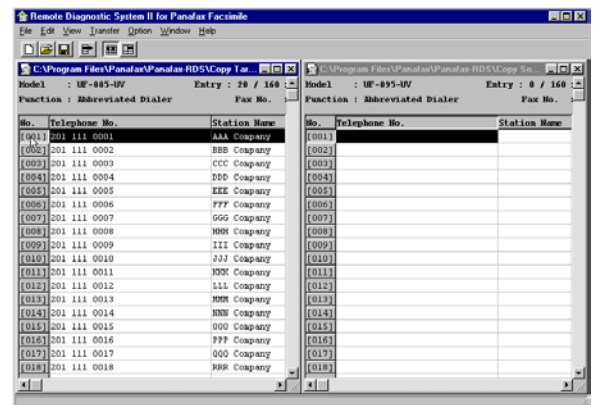 Remote Diagnostic System II for Panafax Facsimile
File Edit View Transfer Option Window Help
C:\Program Files\Panafax\Panafax-RDS\Copy Tar...
Model : UF-885-UV Entry : 20 / 160
Function : Abbreviated Dialer Fax No. :
No. Telephone No. Station Name
[001] 201 111 0001 AAA Company
[002] 201 111 0002 BBB Company
[003] 201 111 0003 CCC Company
[004] 201 111 0004 DDD Company
[005] 201 111 0005 EEE Company
[006] 201 111 0006 FFF Company
[007] 201 111 0007 GGG Company
[008] 201 111 0008 HHH Company
[009] 201 111 0009 III Company
[010] 201 111 0010 JJJ Company
[011] 201 111 0011 KKK Company
[012] 201 111 0012 LLL Company
[013] 201 111 0013 MMM Company
[014] 201 111 0014 NNN Company
[015] 201 111 0015 OOO Company
[016] 201 111 0016 PPP Company
[017] 201 111 0017 QQQ Company
[018] 201 111 0018 RRR Company
C:\Program Files\Panafax\Panafax-RDS\Copy So...
Model : UF-895-UV Entry : 0 / 160
Function : Abbreviated Dialer Fax No. :
No. Telephone No. Station Name
[001]
[002]
[003]
[004]
[005]
[006]
[007]
[008]
[009]
[010]
[011]
[012]
[013]
[014]
[015]
[016]
[017]
[018]